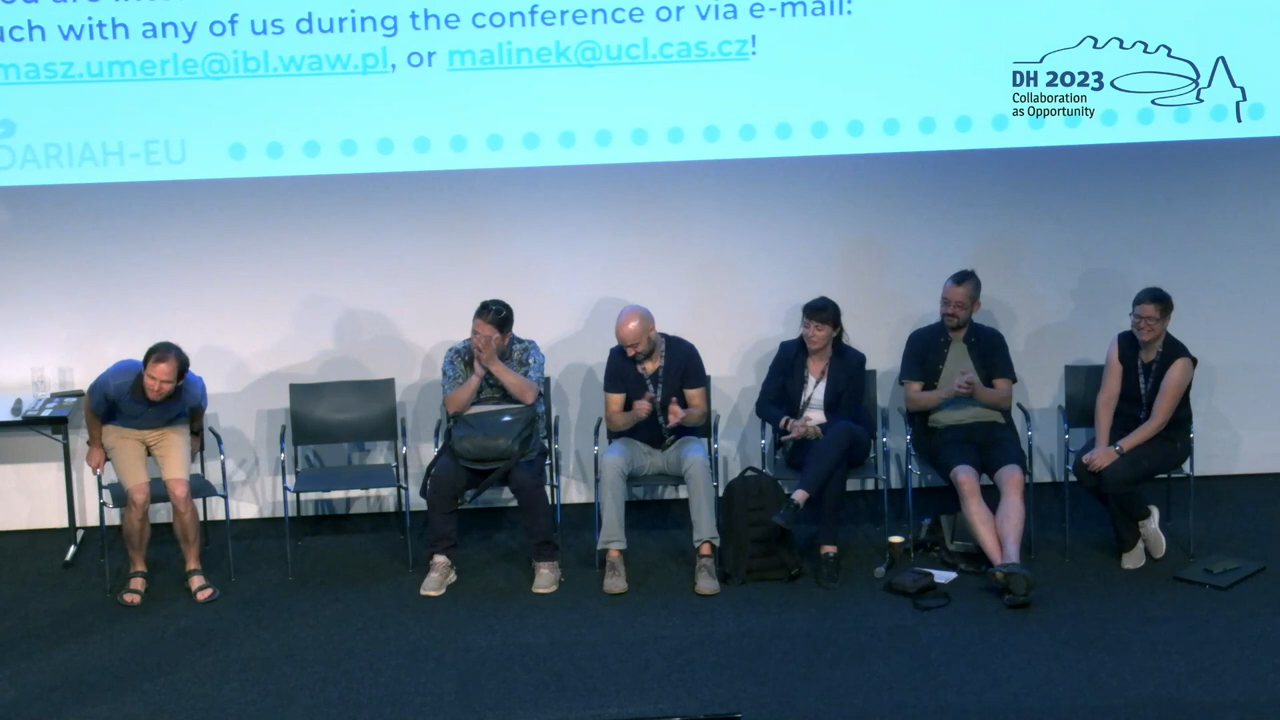 uch with any of us during the conference or via e-mail:
masz.umerle@ibl.waw.pl, or malinek@ucl.cas.cz!
DH 2023
Collaboration
as Opportunity
DARIAH-EU